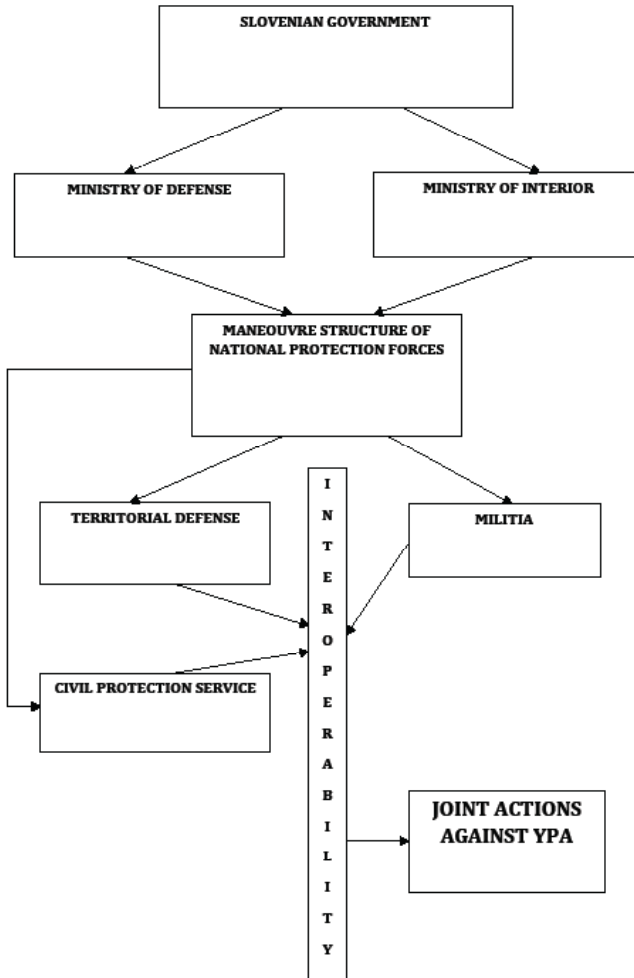 SLOVENIAN GOVERNMENT
MINISTRY OF DEFENSE
MINISTRY OF INTERIOR
MANEOUVRE STRUCTURE OF
NATIONAL PROTECTION FORCES
TERRITORIAL DEFENSE
I
N
T
E
R
O
P
E
R
A
B
I
L
I
T
Y
MILITIA
CIVIL PROTECTION SERVICE
JOINT ACTIONS
AGAINST YPA